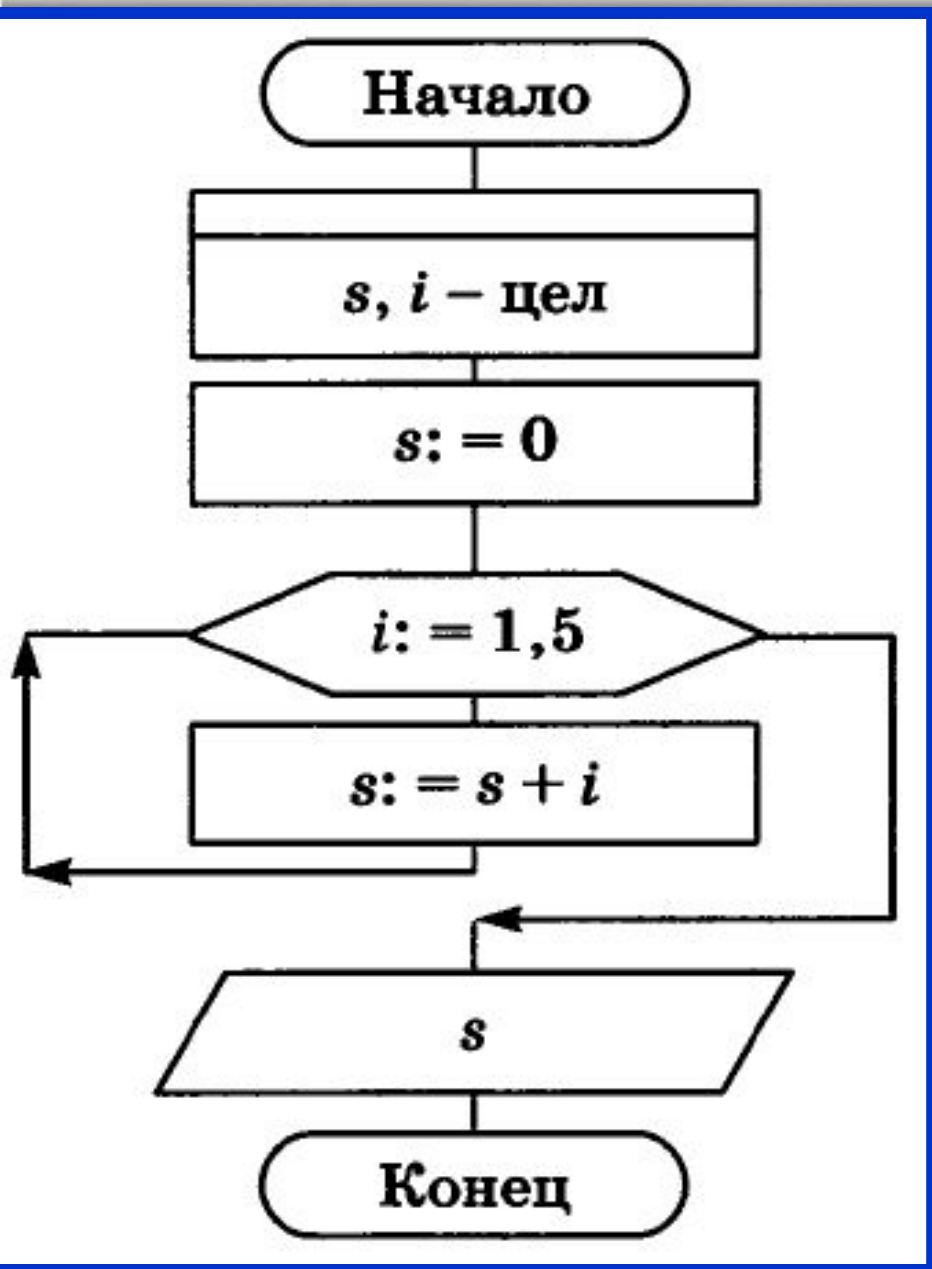 Начало
s, i – цел
s: = 0
i: = 1,5
s: = s + i
s
Конец